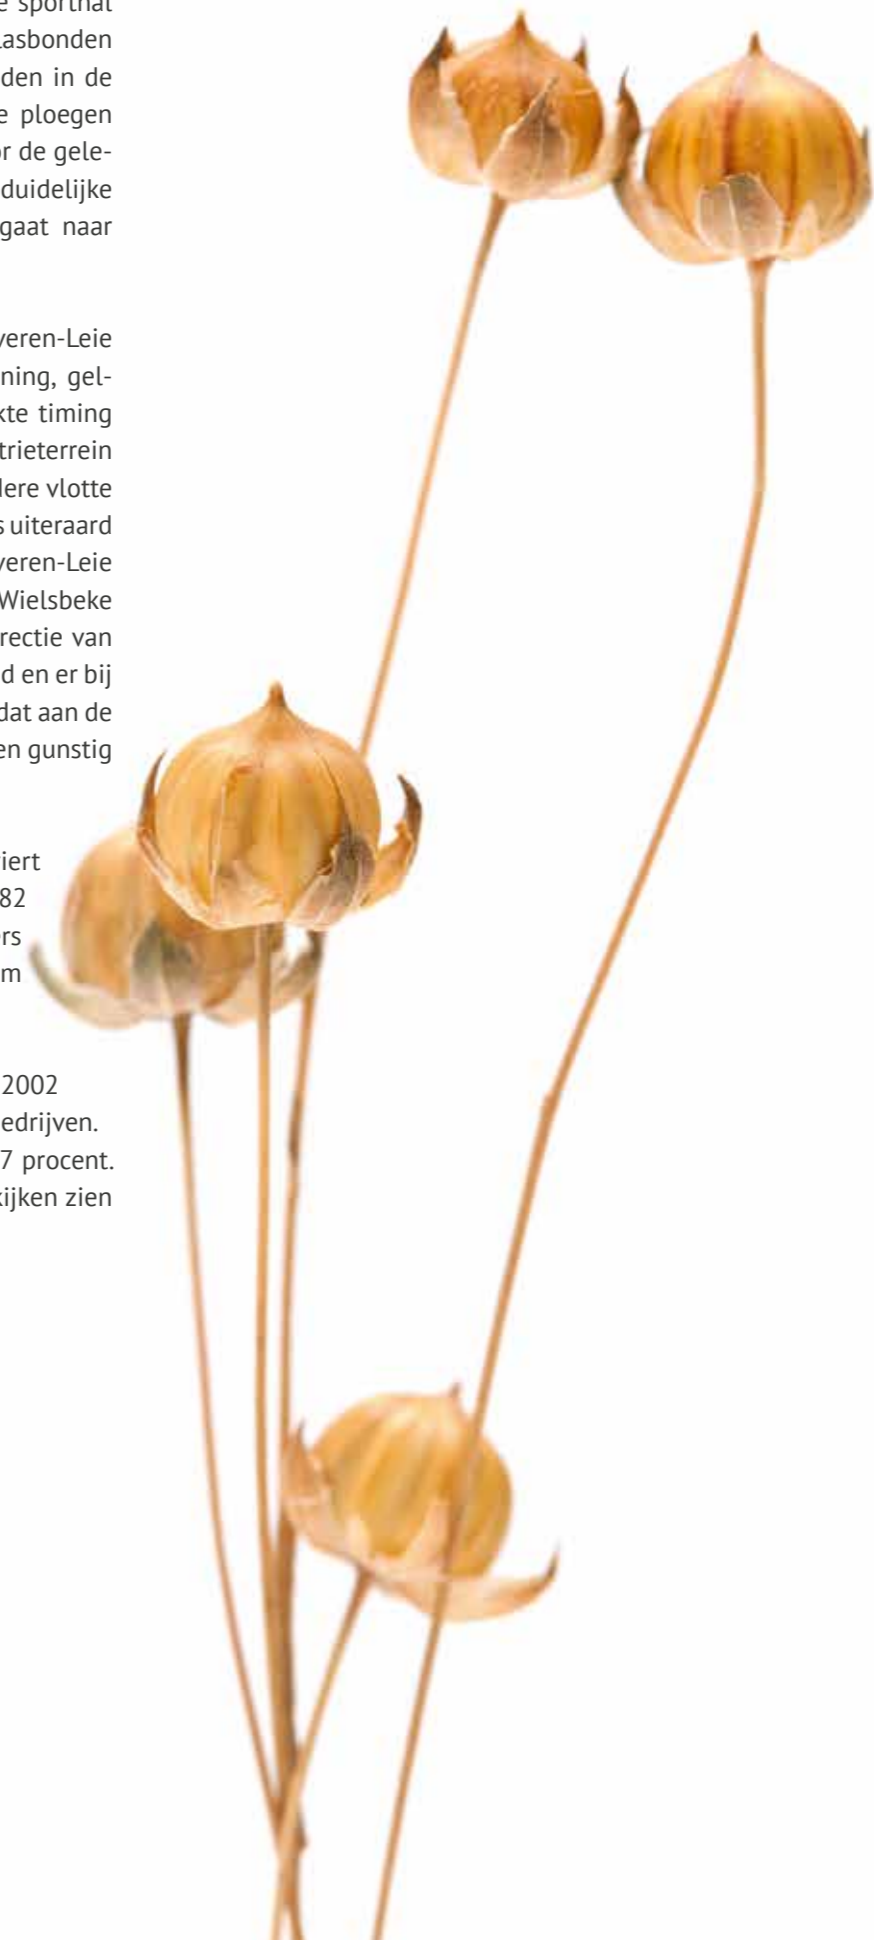 e sporthal
lasbonden
den in de
e ploegen
r de gele-
duidelijke
gaat naar
veren-Leie
ning, gel-
kte timing
trieterrein
dere vlotte
s uiteraard
veren-Leie
Wielsbeke
rectie van
d en er bij
dat aan de
en gunstig
iert
82
rs
m
2002
edrijven.
7 procent.
kijken zien